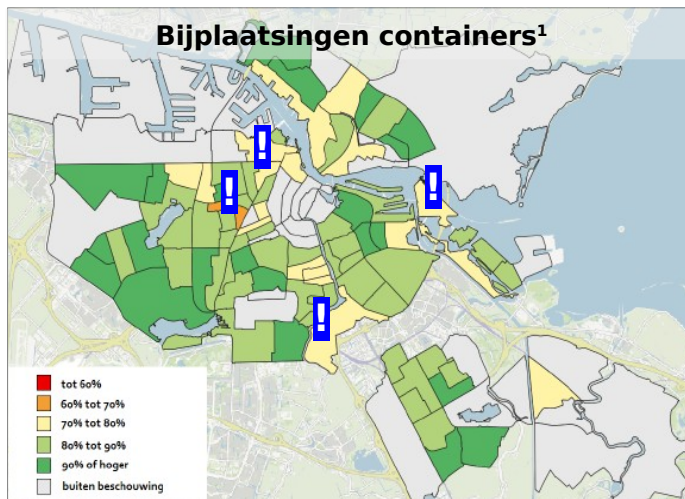 Bijplaatsingen containers¹
!
!
!
!
tot 60%
60% tot 70%
70% tot 80%
80% tot 90%
90% of hoger
buiten beschouwing